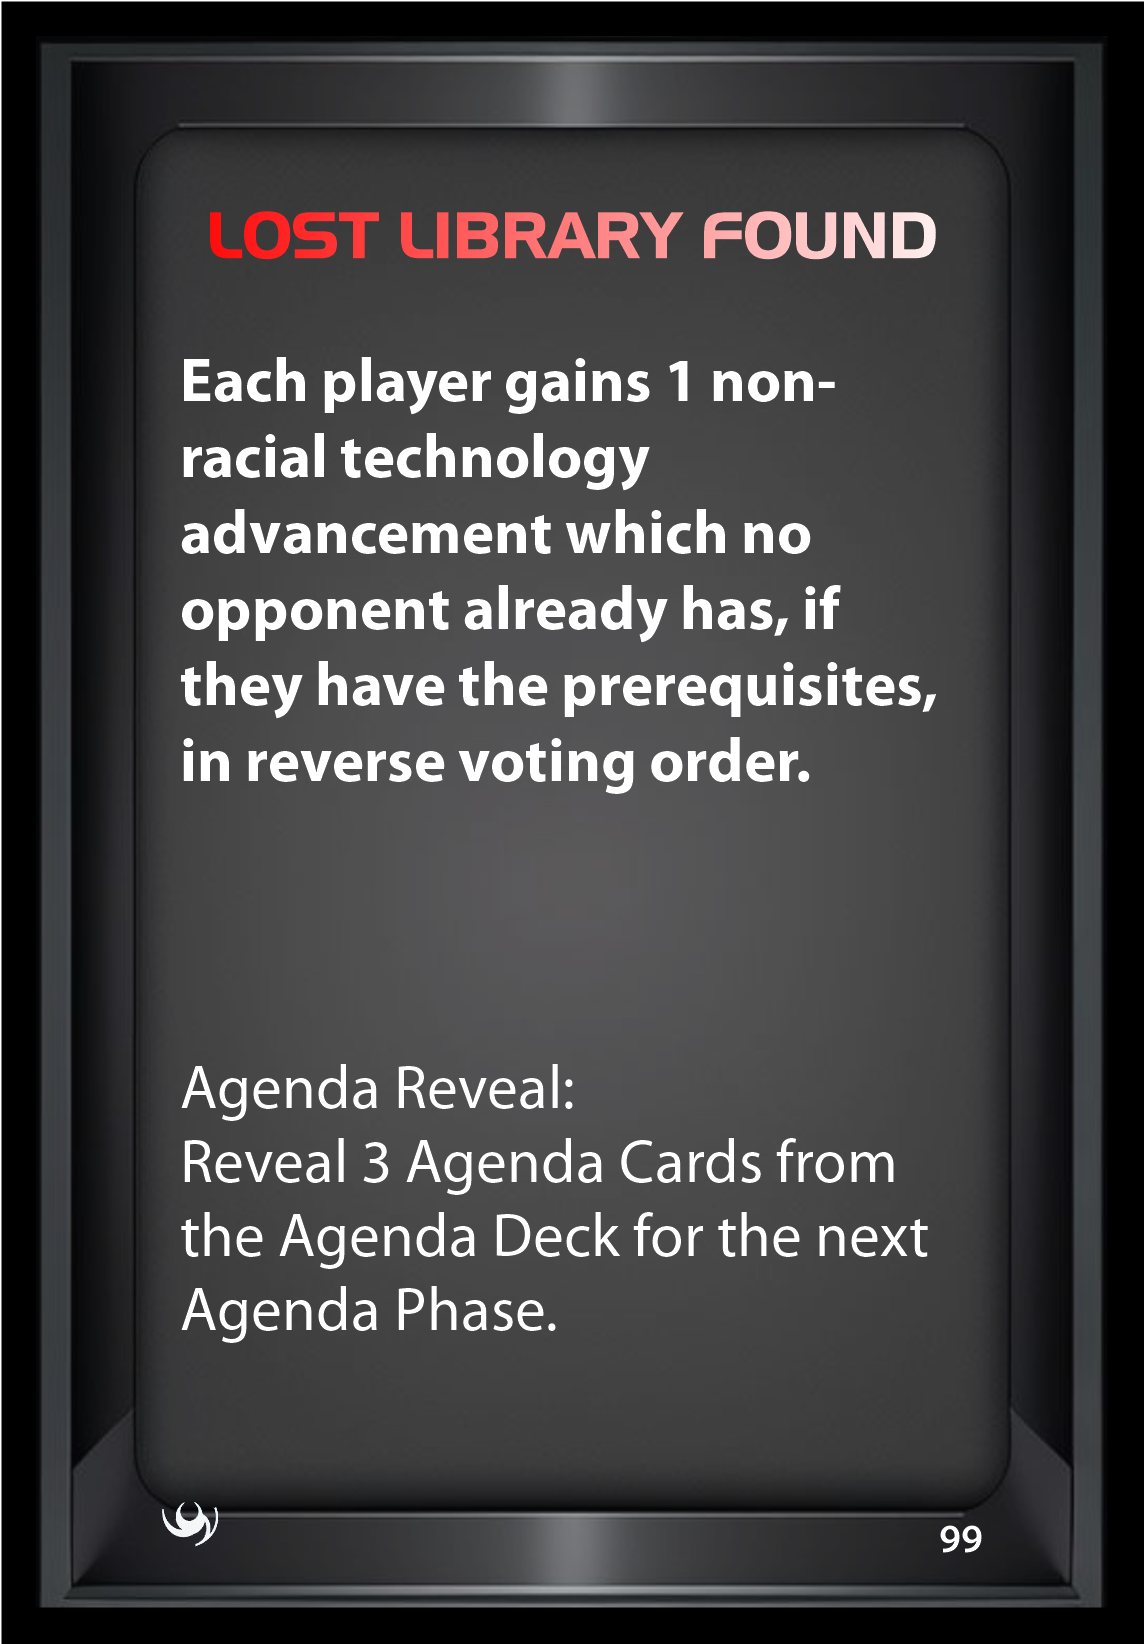 LOST LIBRARY FOUND
Each player gains 1 non-
racial technology
advancement which no
opponent already has, if
they have the prerequisites,
in reverse voting order.
Agenda Reveal:
Reveal 3 Agenda Cards from
the Agenda Deck for the next
Agenda Phase.
99